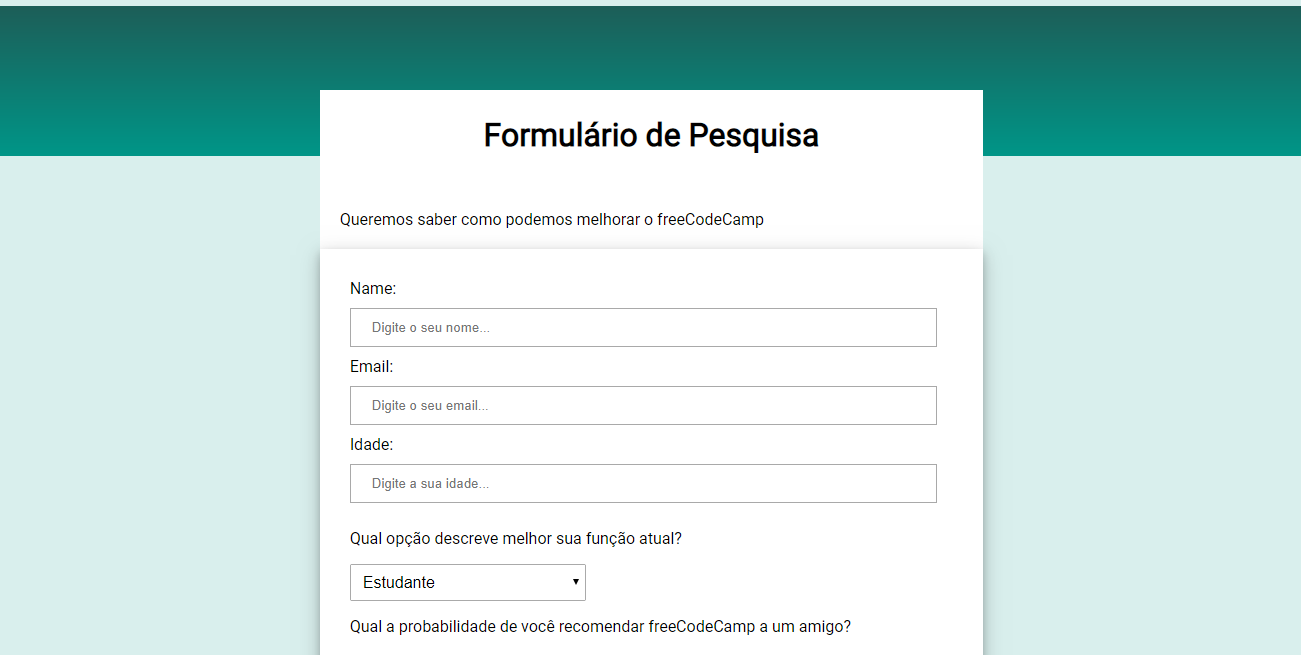 Formulário de Pesquisa
Queremos saber como podemos melhorar o freeCodeCamp
Name:
Digite o seu nome...
Email:
Digite o seu email...
Idade:
Digite a sua idade...
Qual opção descreve melhor sua função atual?
Estudante
Qual a probabilidade de você recomendar freeCodeCamp a um amigo?